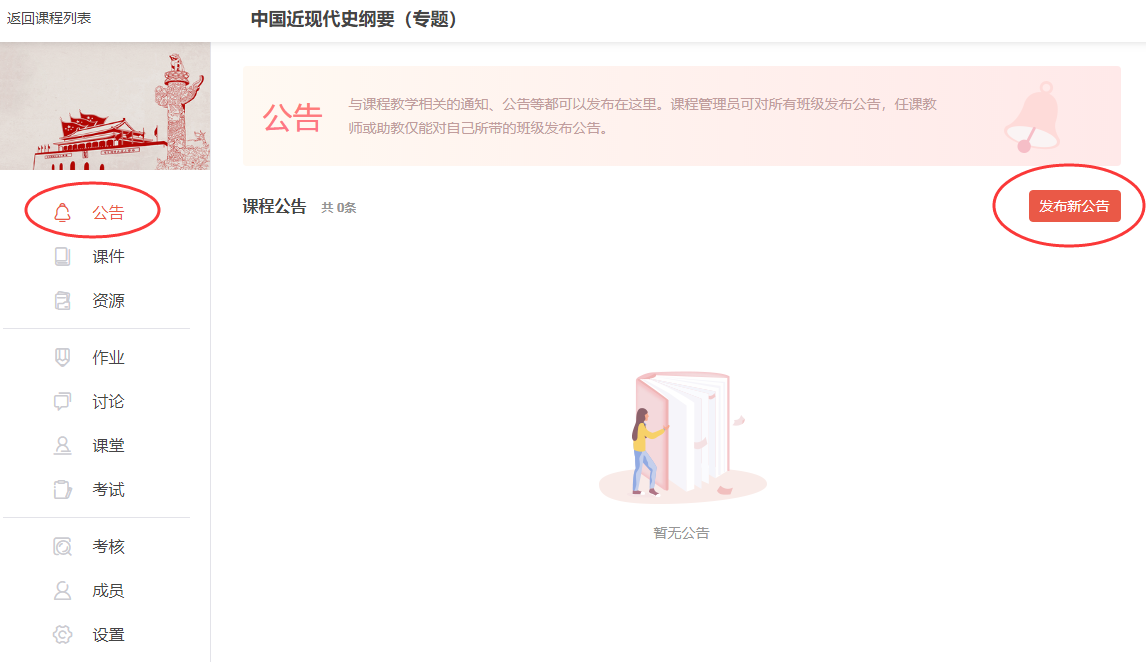 返回课程列表
中国近现代史纲要（专题）
公告
与课程教学相关的通知、公告等都可以发布在这里。课程管理员可对所有班级发布公告，任课教
师或助教仅能对自己所带的班级发布公告。
公告
课件
资源
作业
讨论
课堂
考试
考核
成员
设置
课程公告 共 0条
发布新公告
暂无公告